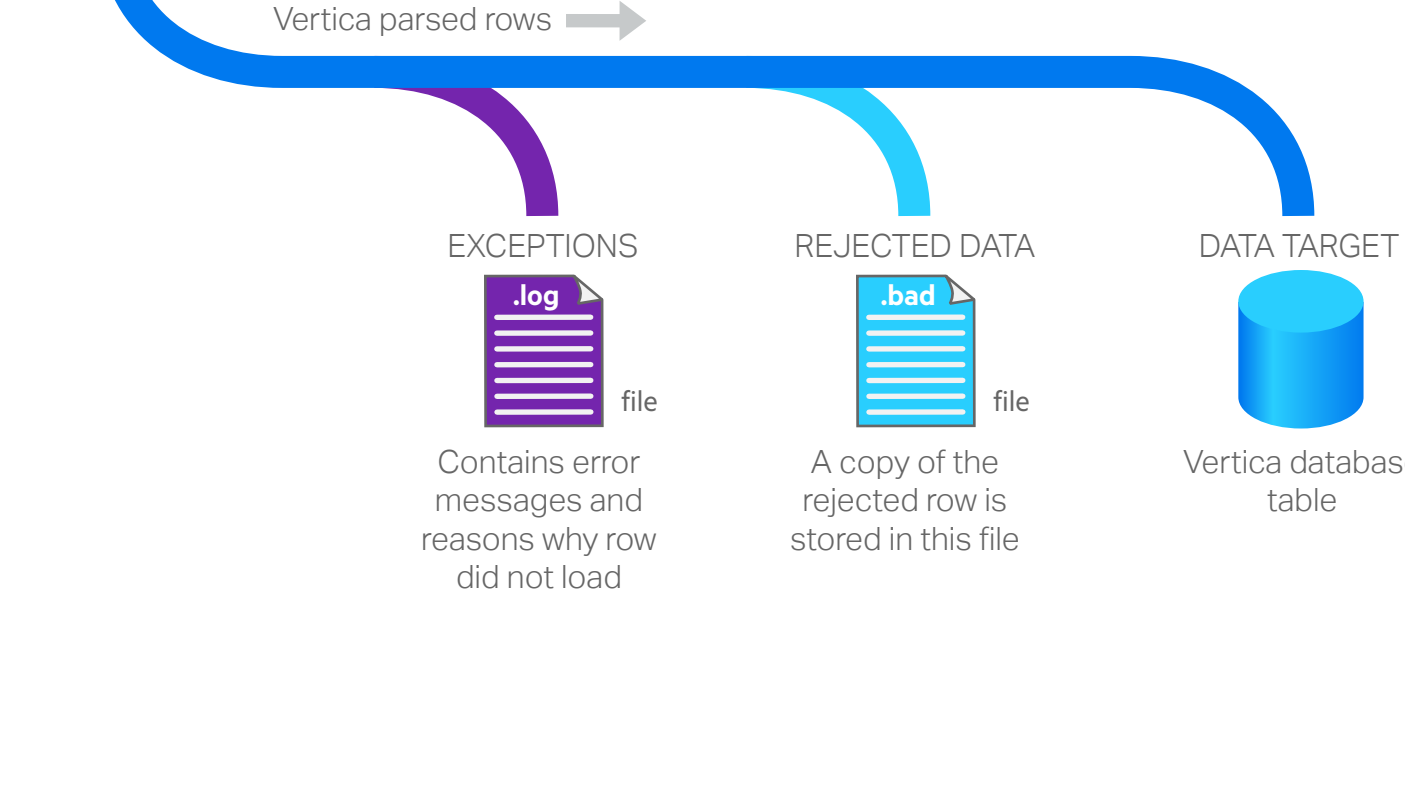 Vertica parsed rows
EXCEPTIONS
.log
file
Contains error
messages and
reasons why row
did not load
REJECTED DATA
.bad
file
A copy of the
rejected row is
stored in this file
DATA TARGET
Vertica databas
table